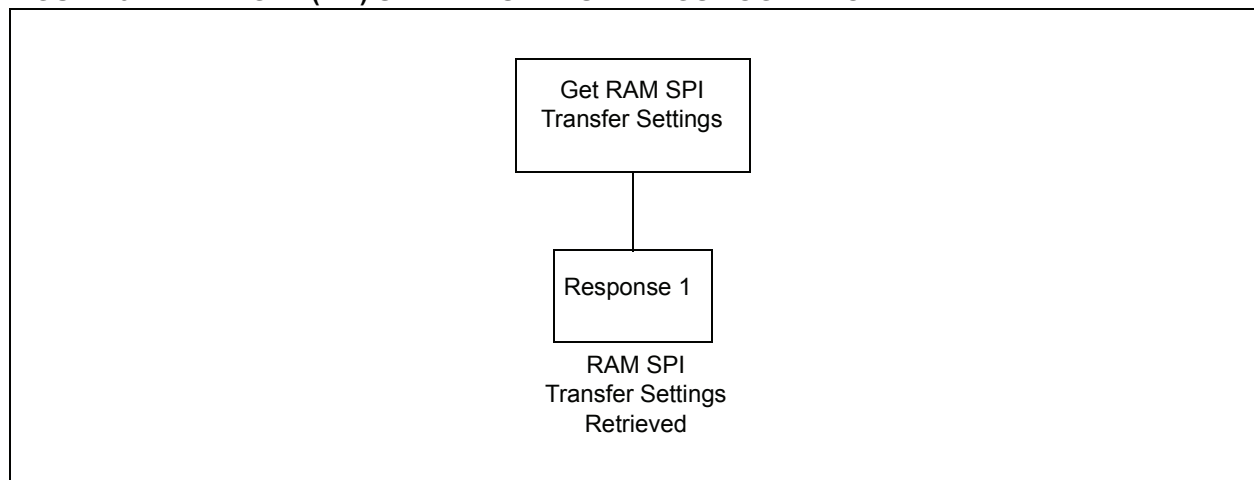 Get RAM SPI
Transfer Settings
Response 1
RAM SPI
Transfer Settings
Retrieved